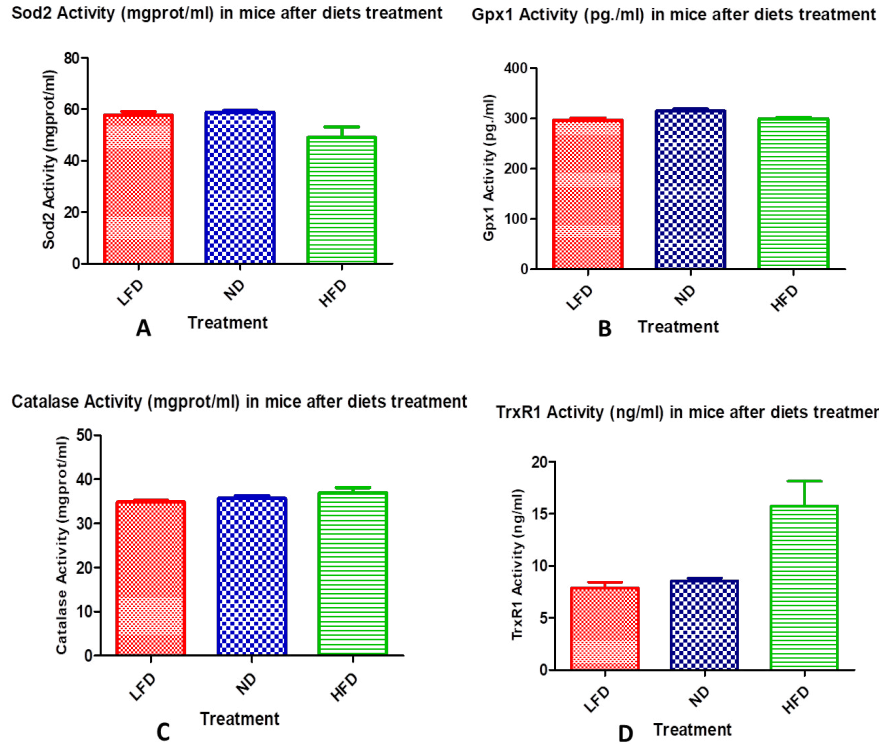 Sod2 Activity (mgprot/ml) in mice after diets treatment
Sod2 Activity (mgprot/ml)
80
60
40
20
0
LFD
ND
HFD
A
Treatment
Gpx1 Activity (pg./ml) in mice after diets treatment
Gpx1 Activity (pg./ml)
400
300
200
100
0
LFD
ND
HFD
B
Treatment
Catalase Activity (mgprot/ml) in mice after diets treatment
Catalase Activity (mgprot/ml)
50
40
30
20
10
0
LFD
ND
HFD
C
Treatment
TrxR1 Activity (ng/ml) in mice after diets treatmer
TrxR1 Activity (ng/ml)
20
15
10
5
0
LFD
ND
HFD
D
Treatment